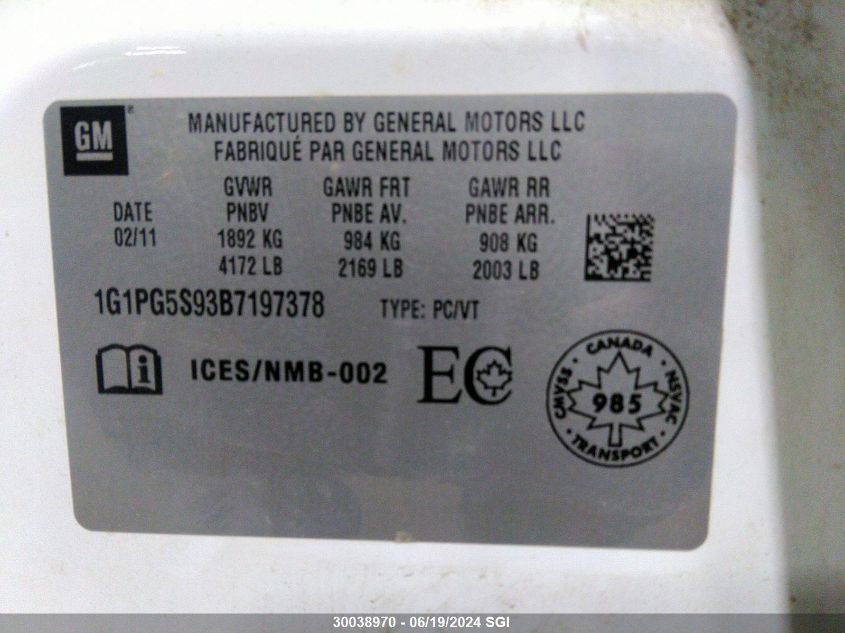 GM®
MANUFACTURED BY GENERAL MOTORS LLC
FABRIQUÉ PAR GENERAL MOTORS LLC
GVWR GAWR FRT GAWR RR
DATE PNBV PNBE AV. PNBE ARR.
02/11 1892 KG 984 KG 908 KG
4172 LB 2169 LB 2003 LB
1G1PG5S93B7197378 TYPE: PC/VT
i ICES/NMB-002 EC
CANADA
CMVSS 985 NSVAC
TRANSPORT
30038970 - 06/19/2024 SGI